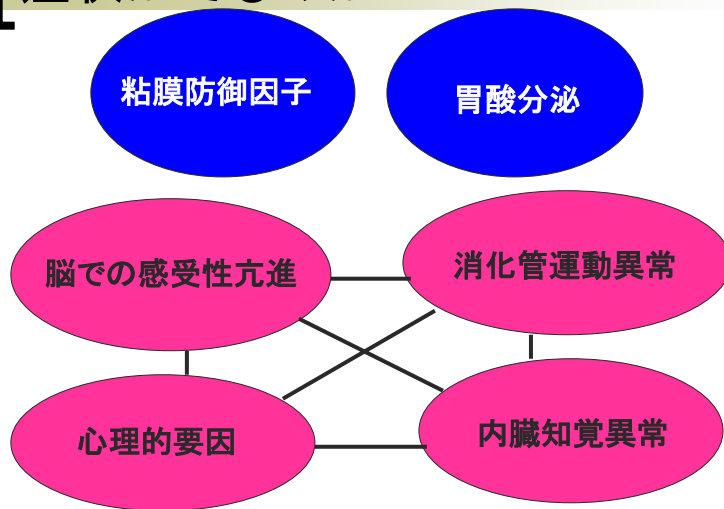 粘膜防御因子
胃酸分泌
脳での感受性亢進
消化管運動異常
心理的要因
内臓知覚異常